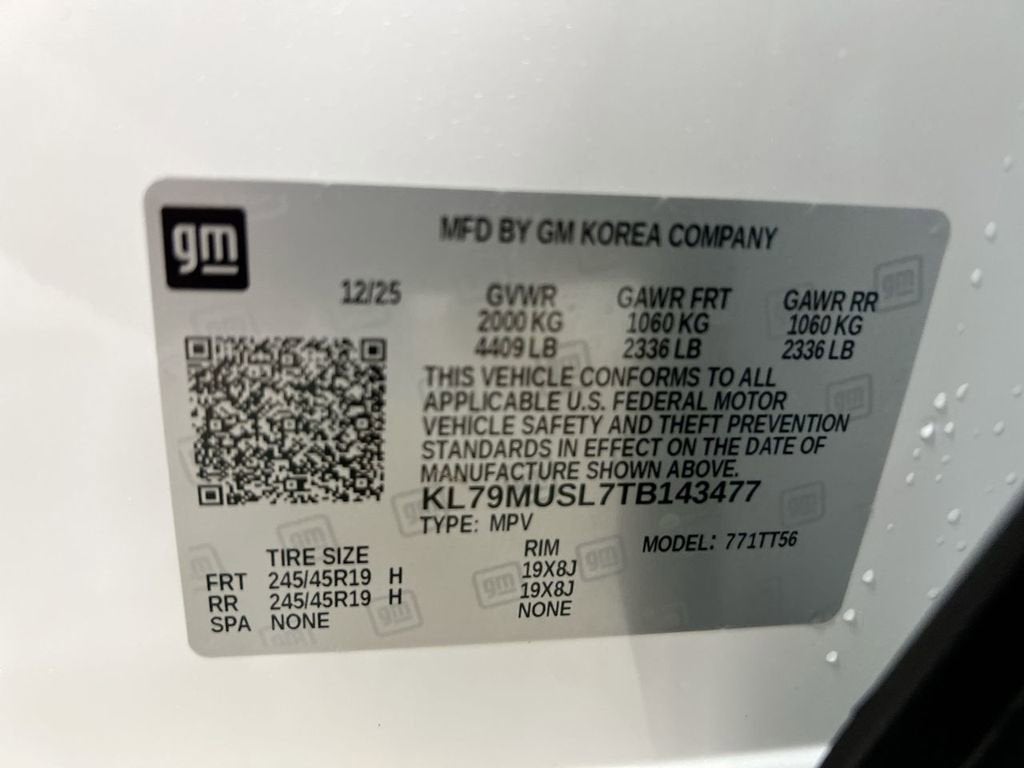 gm
MFD BY GM KOREA COMPANY
12/25 GVWR GAWR FRT GAWR RR
2000 KG 1060 KG 1060 KG
4409 LB 2336 LB 2336 LB
THIS VEHICLE CONFORMS TO ALL
APPLICABLE U.S. FEDERAL MOTOR
VEHICLE SAFETY AND THEFT PREVENTION
STANDARDS IN EFFECT ON THE DATE OF
MANUFACTURE SHOWN ABOVE.
KL79MUSL7TB143477
TYPE: MPV
MODEL: 771TT56
TIRE SIZE RIM
FRT 245/45R19 H 19X8J
RR 245/45R19 H 19X8J
SPA NONE NONE